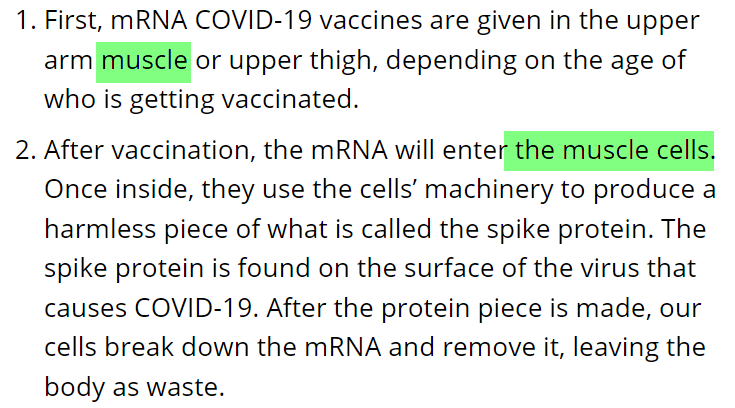 1. First, mRNA COVID-19 vaccines are given in the upper
arm muscle or upper thigh, depending on the age of
who is getting vaccinated.
2. After vaccination, the mRNA will enter the muscle cells.
Once inside, they use the cells’ machinery to produce a
harmless piece of what is called the spike protein. The
spike protein is found on the surface of the virus that
causes COVID-19. After the protein piece is made, our
cells break down the mRNA and remove it, leaving the
body as waste.